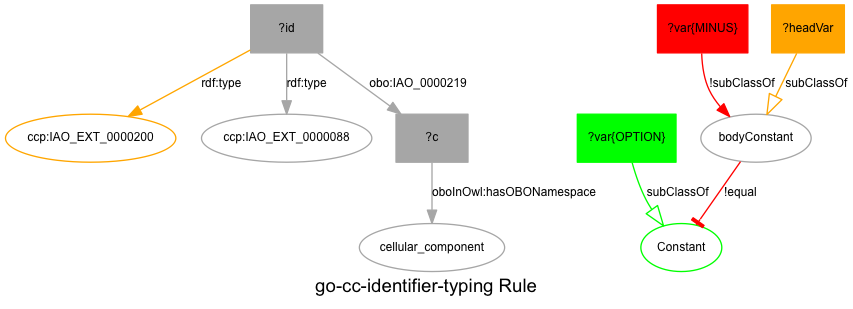 ?id
?var{MINUS}
?headVar
rdf:type
rdf:type
obo:IAO_0000219
!subClassOf
subClassOf
ccp:IAO_EXT_0000200
ccp:IAO_EXT_0000088
?c
?var{OPTION}
bodyConstant
oboInOwl:hasOBONamespace
subClassOf
!equal
cellular_component
Constant
go-cc-identifier-typing Rule